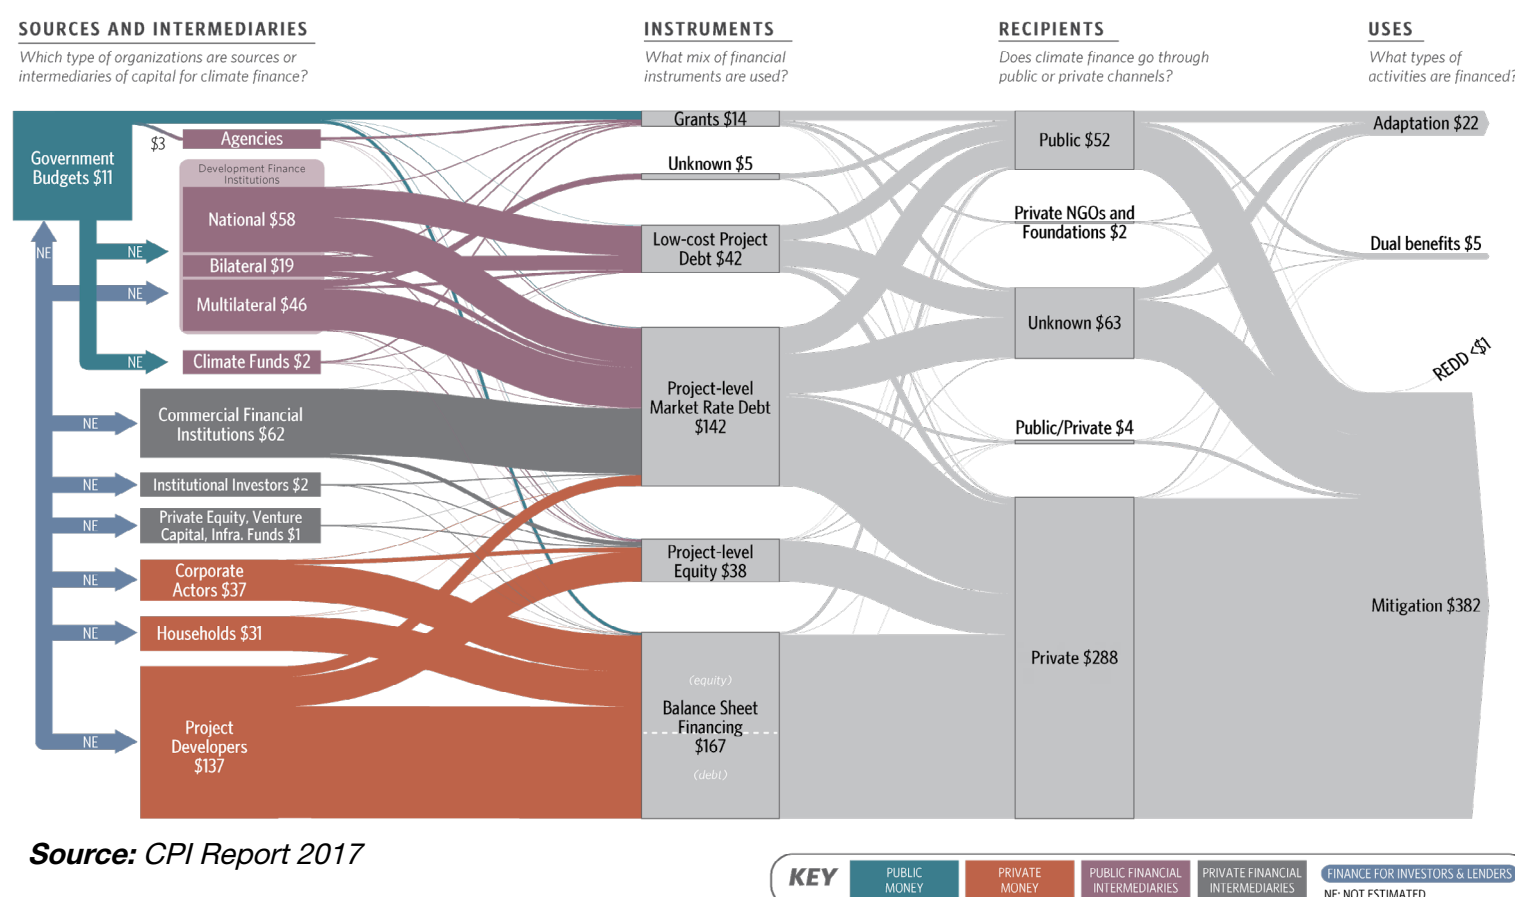 SOURCES AND INTERMEDIARIES
Which type of organizations are sources or
intermediaries of capital for climate finance?
INSTRUMENTS
What mix of financial
instruments are used?
RECIPIENTS
Does climate finance go through
public or private channels?
USES
What types of
activities are financed?
Government
Budgets $11
$3
Agencies
Development Finance
Institutions
National $58
Bilateral $19
Multilateral $46
Climate Funds $2
NE
NE
NE
NE
Commercial Financial
Institutions $62
NE
Institutional Investors $2
NE
Private Equity, Venture
Capital, Infra. Funds $1
NE
Corporate
Actors $37
NE
Households $31
NE
Project
Developers
$137
NE
Grants $14
Unknown $5
Low-cost Project
Debt $42
Project-level
Market Rate Debt
$142
Project-level
Equity $38
(equity)
Balance Sheet
Financing
$167
(debt)
Public $52
Private NGOs and
Foundations $2
Unknown $63
Public/Private $4
Private $288
Adaptation $22
Dual benefits $5
REDD <$1
Mitigation $382
Source: CPI Report 2017
KEY
PUBLIC
MONEY
PRIVATE
MONEY
PUBLIC FINANCIAL
INTERMEDIARIES
PRIVATE FINANCIAL
INTERMEDIARIES
FINANCE FOR INVESTORS & LENDERS
NE: NOT ESTIMATED